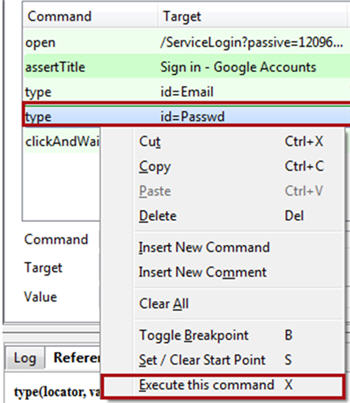 Command Target
open /ServiceLogin?passive=12096...
assertTitle Sign in - Google Accounts
type id=Email
type id=Passwd
clickAndWai
Cut Ctrl+X
Copy Ctrl+C
Paste Ctrl+V
Delete Del
Insert New Command
Insert New Comment
Clear All
Toggle Breakpoint B
Set / Clear Start Point S
Execute this command X
Command
Target
Value
Log Refere
type(locator, va